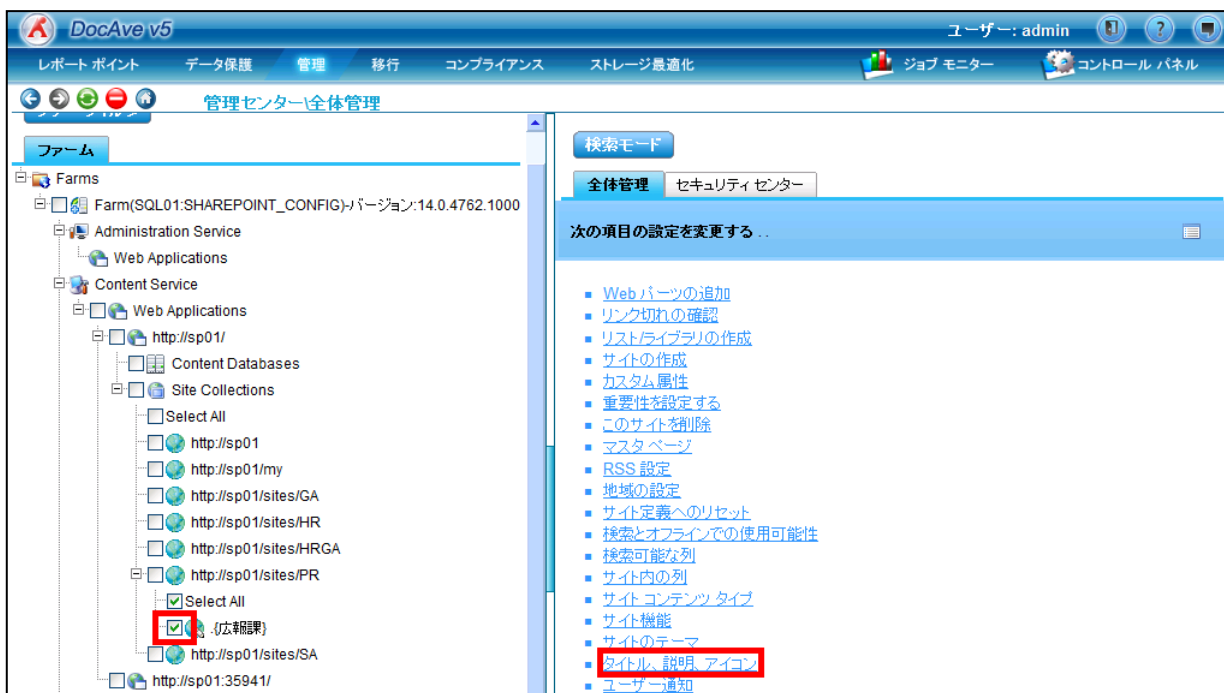 DocAve v5
ユーザー: admin
レポート ポイント データ保護 管理 移行 コンプライアンス ストレージ最適化 ジョブ モニター コントロール パネル
管理センター\全体管理
ファーム
Farms
Farm(SQL01:SHAREPOINT_CONFIG)-バージョン:14.0.4762.1000
Administration Service
Web Applications
Content Service
Web Applications
http://sp01/
Content Databases
Site Collections
Select All
http://sp01
http://sp01/my
http://sp01/sites/GA
http://sp01/sites/HR
http://sp01/sites/HRGA
http://sp01/sites/PR
Select All
.{広報課}
http://sp01/sites/SA
http://sp01:35941/
検索モード
全体管理 セキュリティ センター
次の項目の設定を変更する ..
Web パーツの追加
リンク切れの確認
リスト/ライブラリの作成
サイトの作成
カスタム属性
重要性を設定する
このサイトを削除
マスタ ページ
RSS 設定
地域の設定
サイト定義へのリセット
検索とオフラインでの使用可能性
検索可能な列
サイト内の列
サイト コンテンツ タイプ
サイト機能
サイトのテーマ
タイトル、説明、アイコン
ユーザー通知